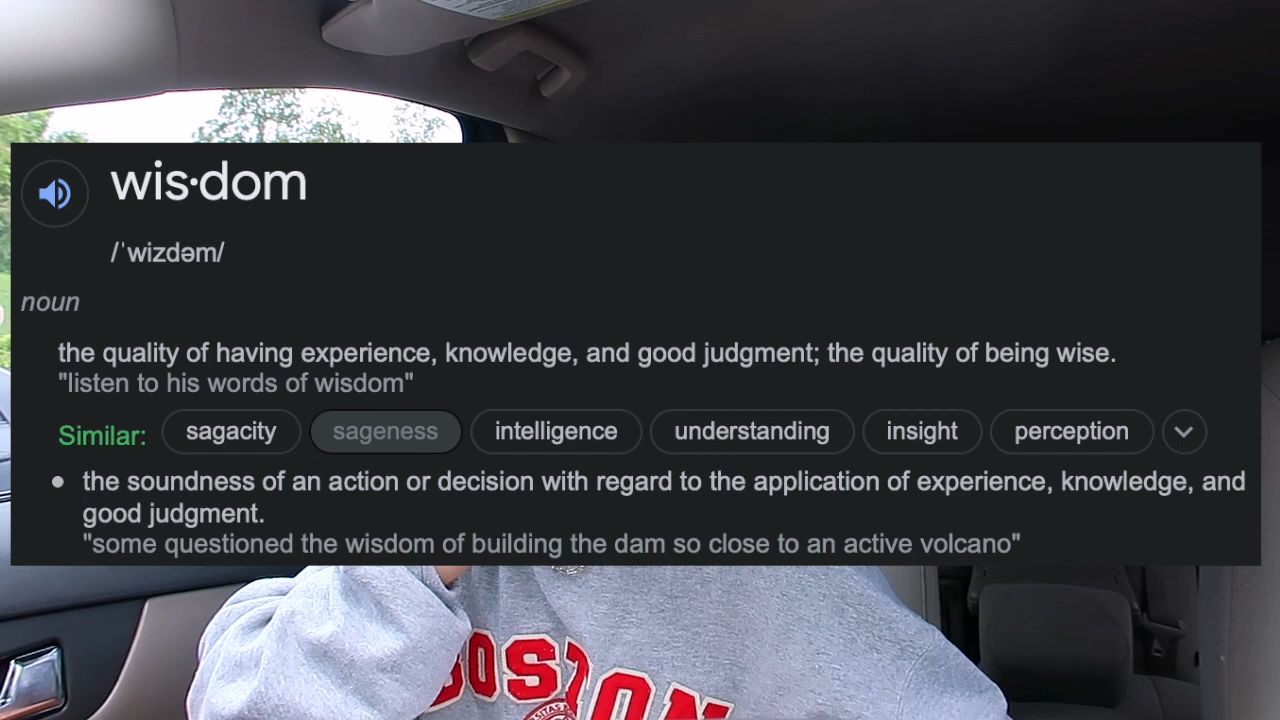 wis·dom
/ˈwizdəm/
noun
the quality of having experience, knowledge, and good judgment; the quality of being wise.
"listen to his words of wisdom"
Similar: sagacity sageness intelligence understanding insight perception
the soundness of an action or decision with regard to the application of experience, knowledge, and
good judgment.
"some questioned the wisdom of building the dam so close to an active volcano"
BOSTON